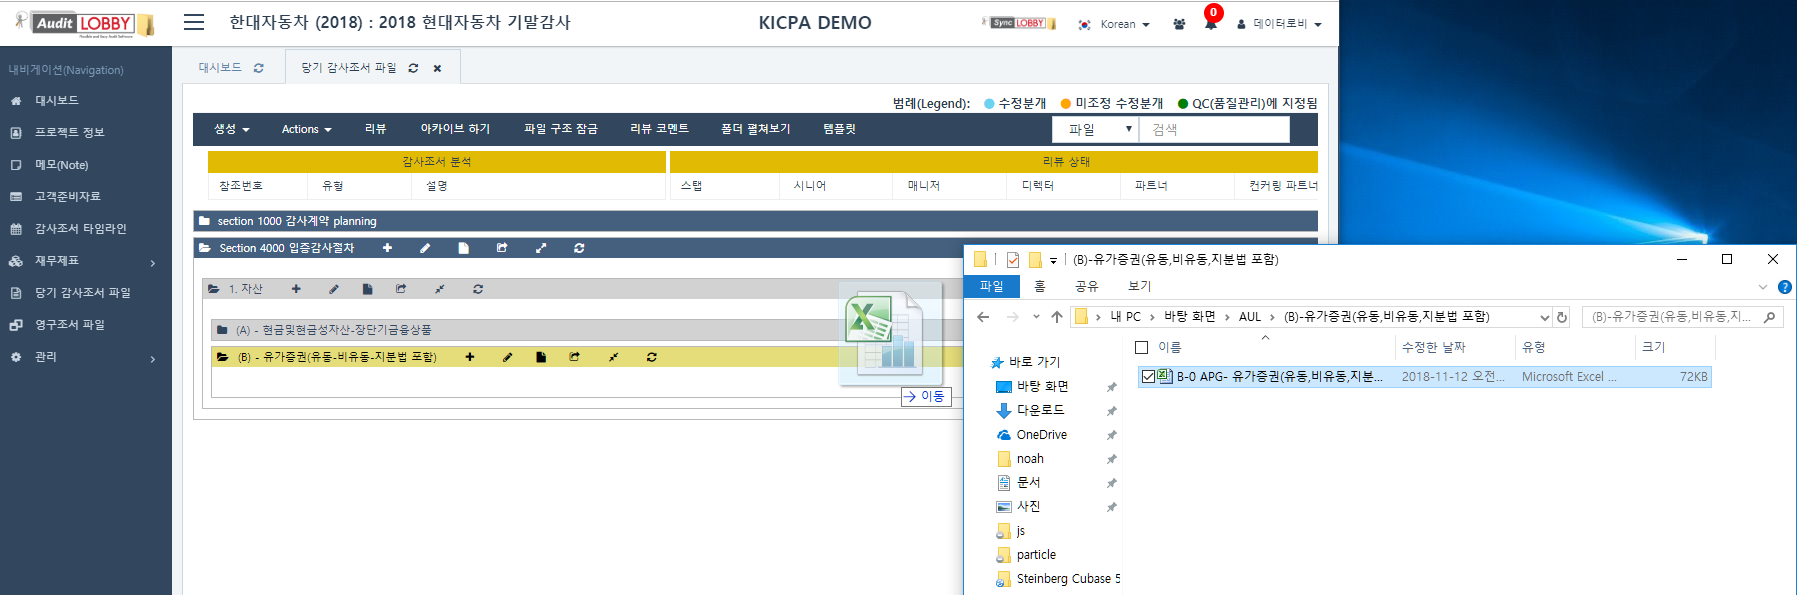 Audit LOBBY
Flexible and Easy Audit Software
한대자동차 (2018) : 2018 현대자동차 기말감사
KICPA DEMO
Sync LOBBY
Korean
0
데이터로비
내비게이션(Navigation)
대시보드
프로젝트 정보
메모(Note)
고객준비자료
감사조서 타임라인
재무제표
당기 감사조서 파일
영구조서 파일
관리
대시보드
당기 감사조서 파일
범례(Legend): 수정분개 미조정 수정분개 QC(품질관리)에 지정됨
생성 Actions 리뷰 아카이브 하기 파일 구조 잠금 리뷰 코멘트 폴더 펼쳐보기 템플릿 파일 검색
감사조서 분석 리뷰 상태
참조번호 유형 설명 스탭 시니어 매니저 디렉터 파트너 컨커링 파트너
section 1000 감사계약 planning
Section 4000 입증감사절차
1. 자산
(A) - 현금및현금성자산-장단기금융상품
(B) - 유가증권(유동-비유동-지분법 포함)
이동
(B)-유가증권(유동,비유동,지분법 포함)
파일 홈 공유 보기
내 PC 바탕 화면 AUL (B)-유가증권(유동,비유동,지분법 포함)
(B)-유가증권(유동,비유동,지...
이름 수정한 날짜 유형 크기
B-0 APG- 유가증권(유동,비유동,지분... 2018-11-12 오전... Microsoft Excel ... 72KB
바로 가기
바탕 화면
다운로드
OneDrive
noah
문서
사진
js
particle
Steinberg Cubase 5